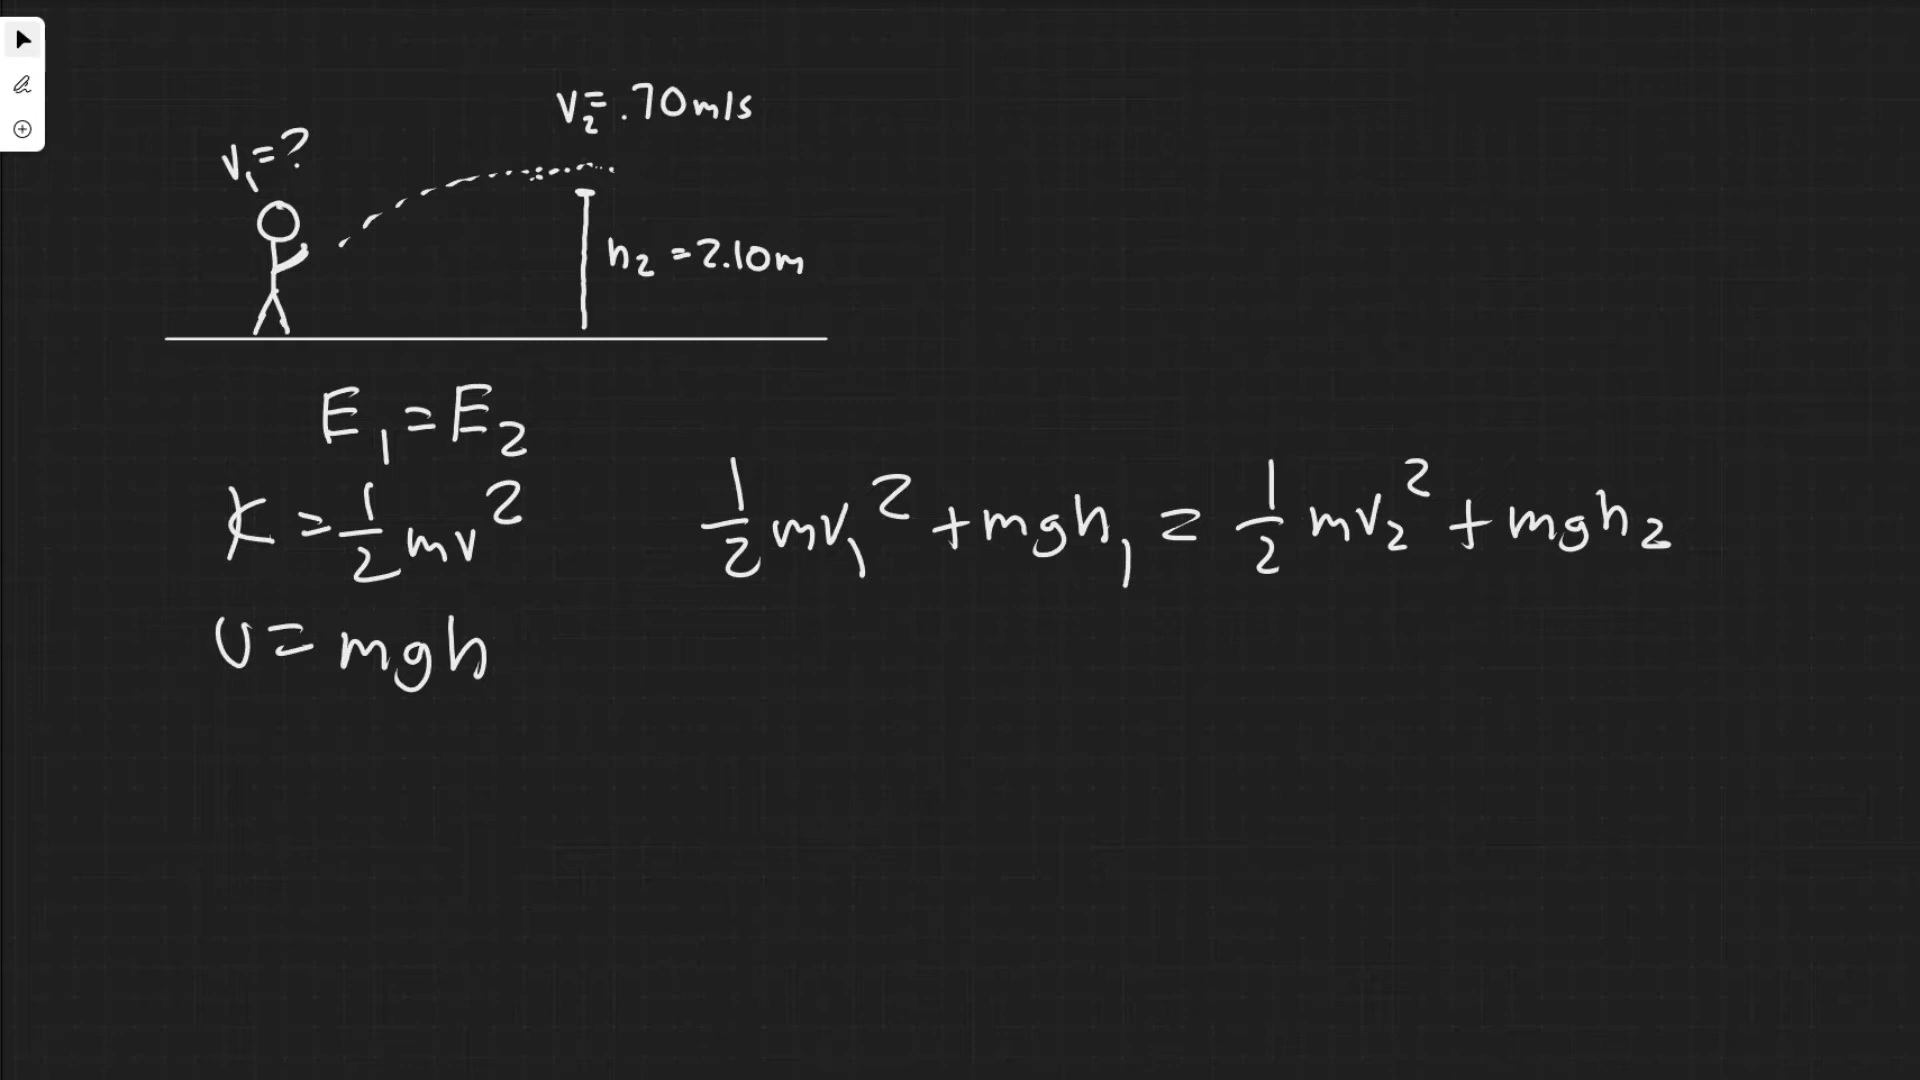 v₂=.70m/s
v₁=?
h₂=2.10m
E₁=E₂
K=½mv²
½mv₁²+mgh₁=½mv₂²+mgh₂
U=mgh